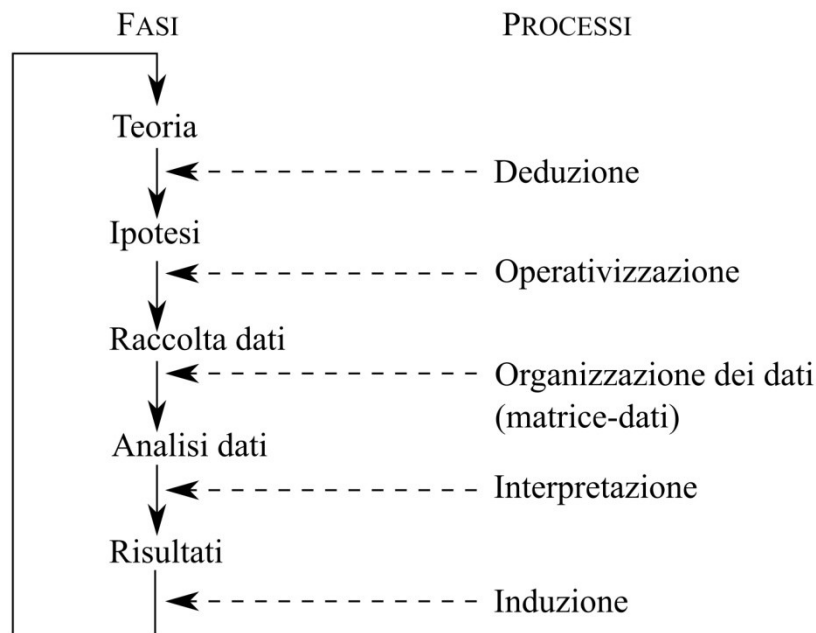 FASI PROCESSI
Teoria
Deduzione
Ipotesi
Operativizzazione
Raccolta dati
Organizzazione dei dati
(matrice-dati)
Analisi dati
Interpretazione
Risultati
Induzione